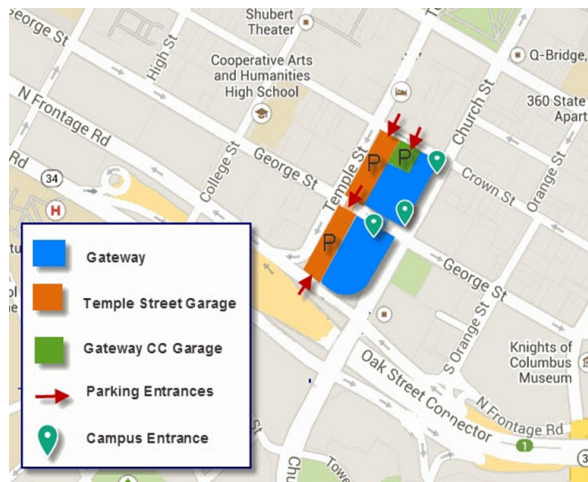 George St
Shubert
Theater
High St
Cooperative Arts
and Humanities
High School
Q-Bridge,
Church St
360 State
Apart
N Frontage Rd
College St
George St
Temple St
Crown St
Orange St
34
H
P
P
P
George St
S Orange St
Knights of
Columbus
Museum
Oak Street Connector
N Frontage Rd
1
Gateway
Temple Street Garage
Gateway CC Garage
Parking Entrances
Campus Entrance